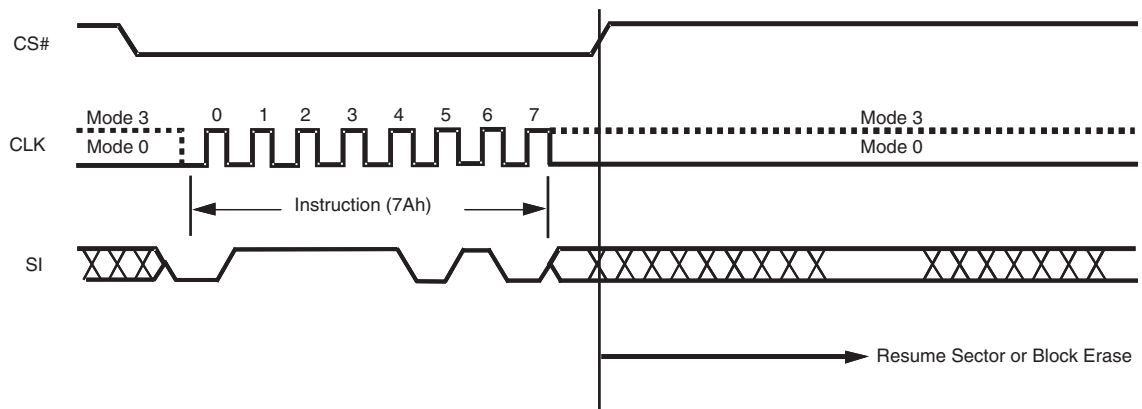 CS#
Mode 3
0 1 2 3 4 5 6 7
Mode 3
CLK
Mode 0
Mode 0
Instruction (7Ah)
SI
Resume Sector or Block Erase